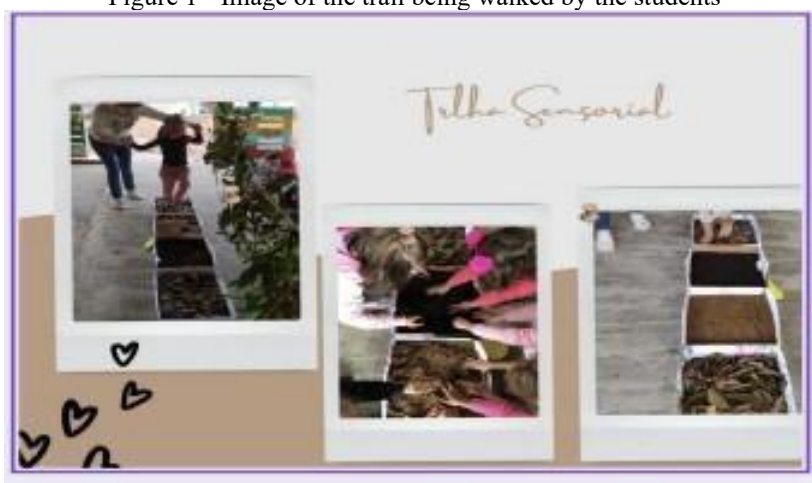 Figure 1 - Image of the trail being walked by the students
Trilha Sensorial